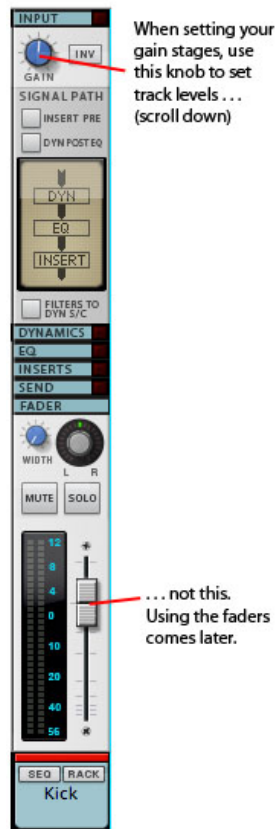 INPUT
When setting your
gain stages, use
this knob to set
track levels . . .
(scroll down)
INV
GAIN
SIGNAL PATH
INSERT PRE
DYN POST EQ
DYN
EQ
INSERT
FILTERS TO
DYN S/C
DYNAMICS
EQ
INSERTS
SEND
FADER
WIDTH
L R
MUTE SOLO
12
8
4
0
10
20
40
56
. . . not this.
Using the faders
comes later.
SEQ RACK
Kick